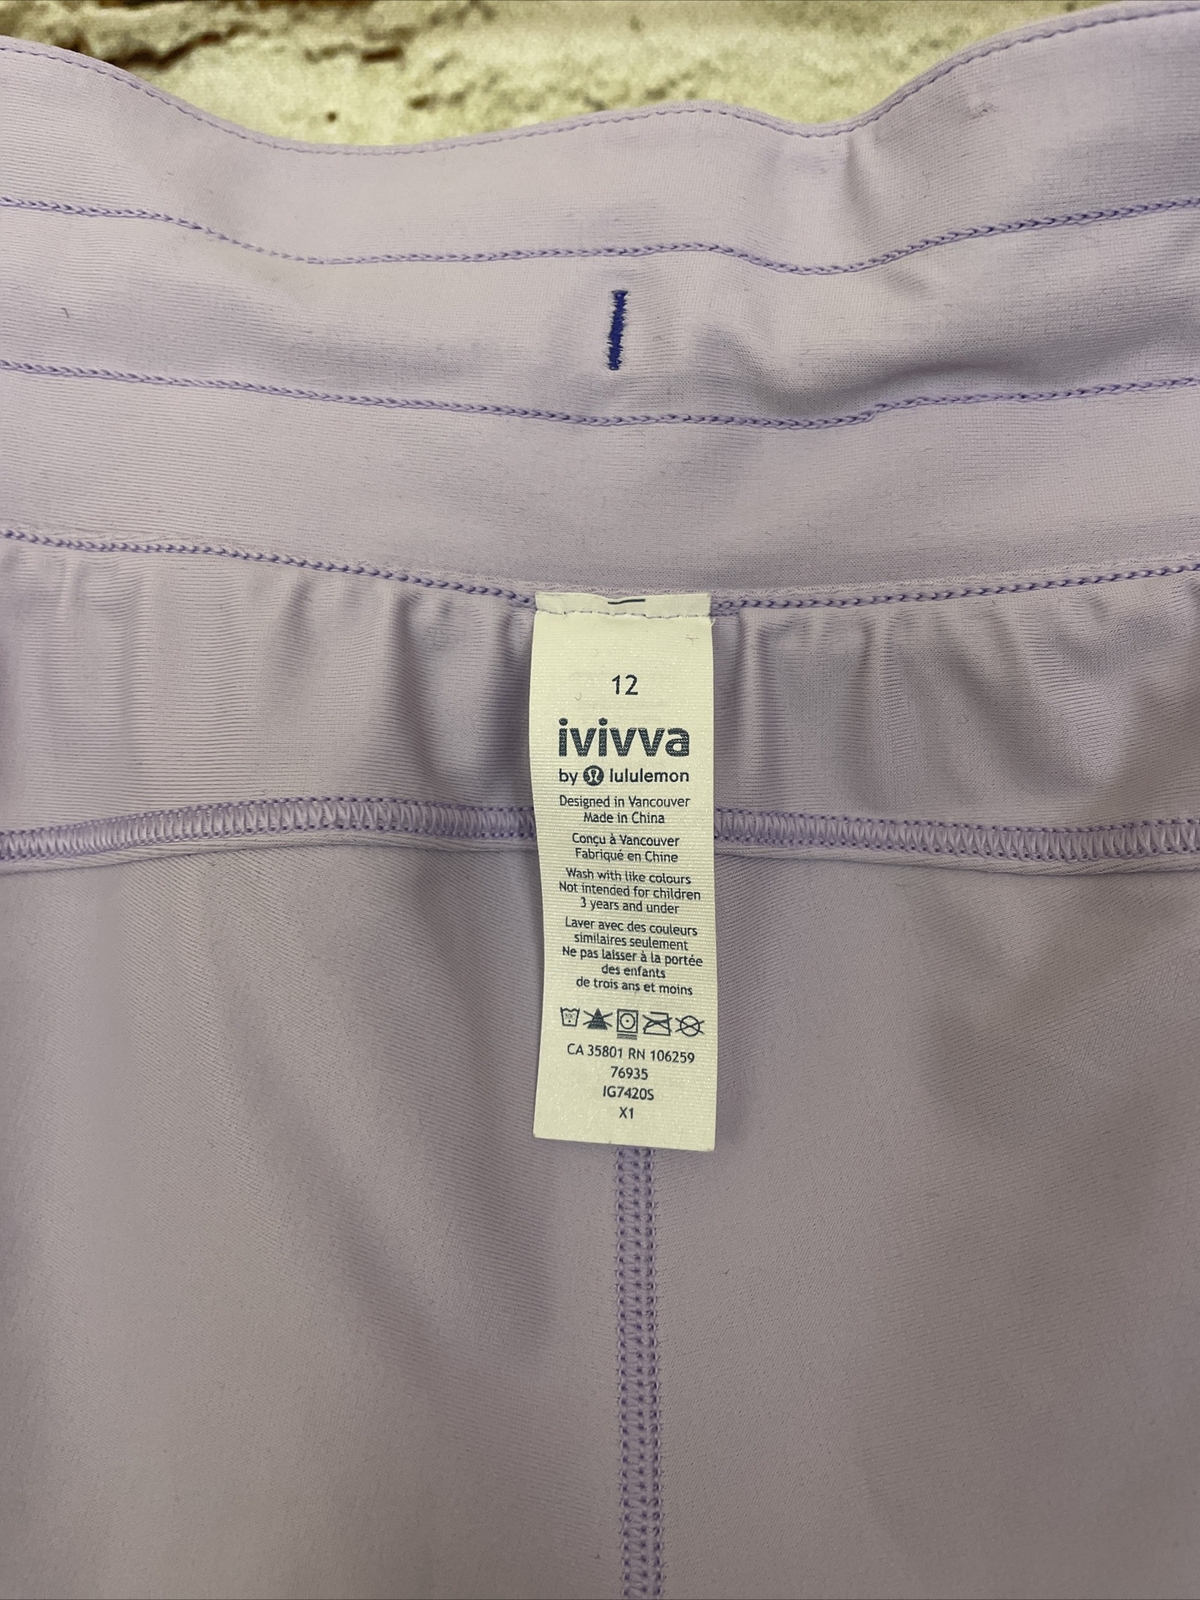 12
ivivva
by lululemon
Designed in Vancouver
Made in China
Conçu à Vancouver
Fabriqué en Chine
Wash with like colours
Not intended for children
3 years and under
Laver avec des couleurs
similaires seulement
Ne pas laisser à la portée
des enfants
de trois ans et moins
CA 35801 RN 106259
76935
IG7420S
X1